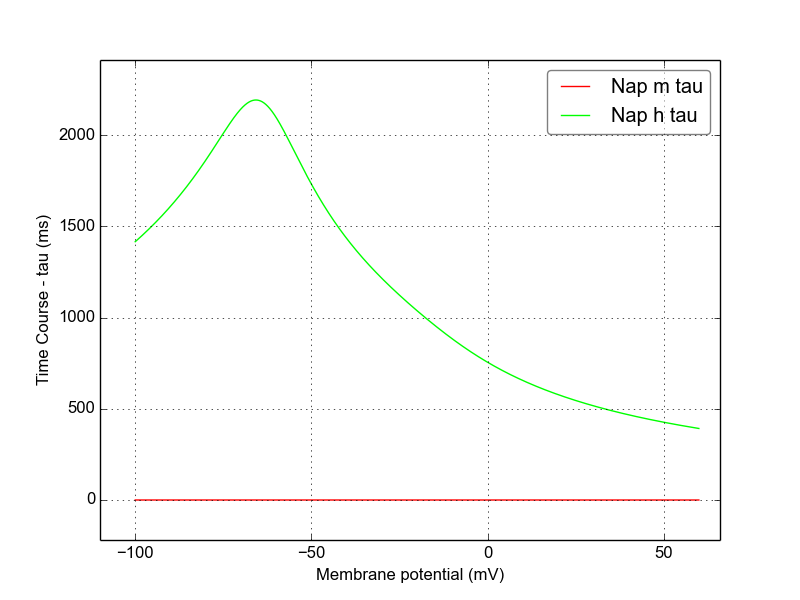 Nap m tau
Nap h tau
Time Course - tau (ms)
2000
1500
1000
500
0
−100
−50
0
50
Membrane potential (mV)